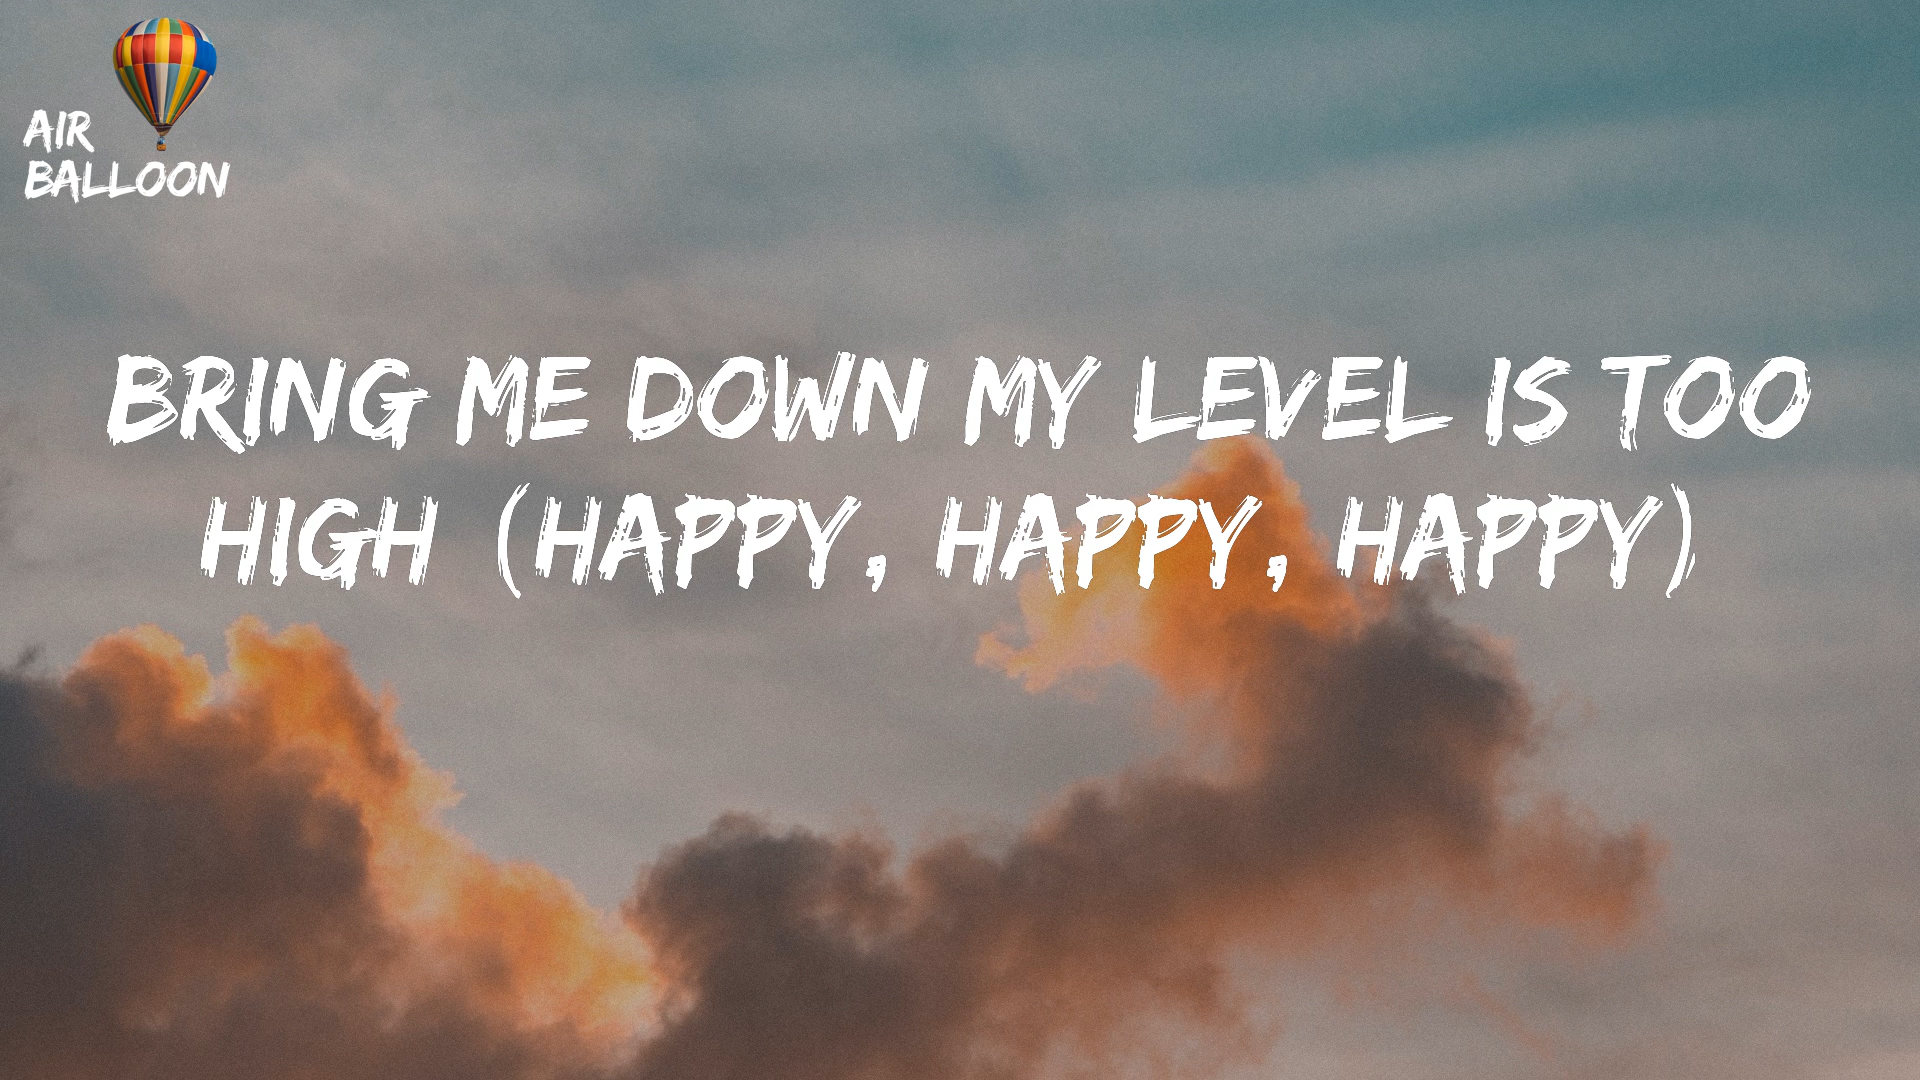 AIR
BALLOON
BRING ME DOWN MY LEVEL IS TOO
HIGH (HAPPY, HAPPY, HAPPY)